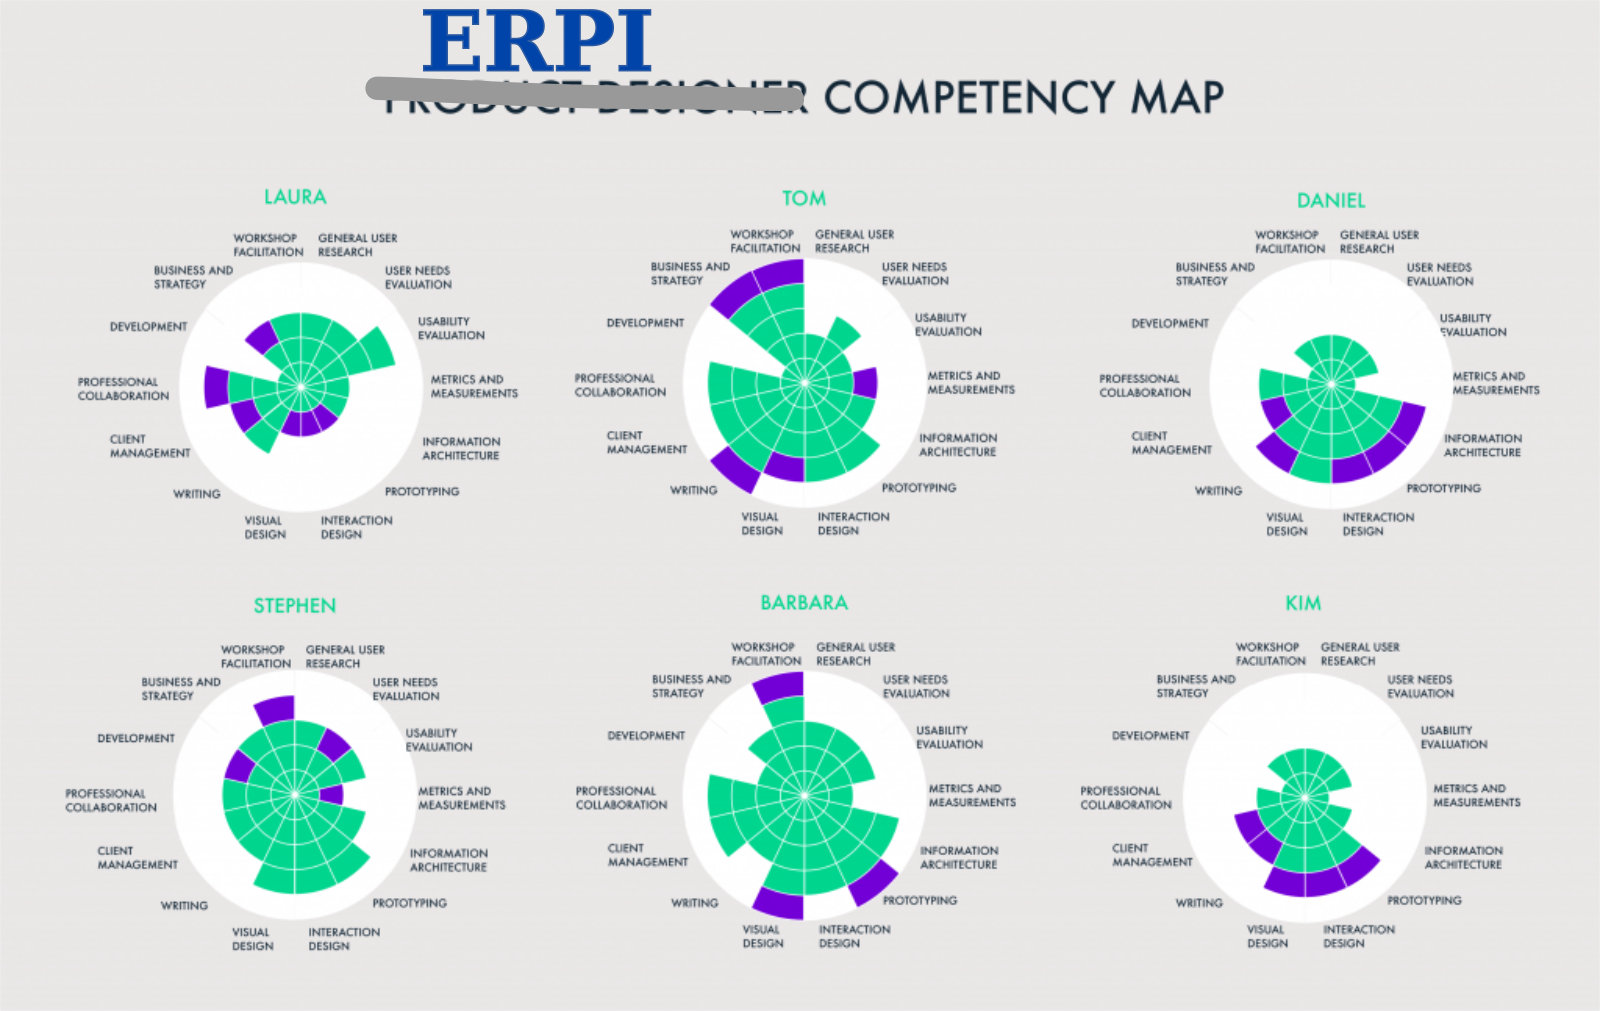 ERPI
PRODUCT DESIGNER COMPETENCY MAP
LAURA
WORKSHOP
FACILITATION
GENERAL USER
RESEARCH
BUSINESS AND
STRATEGY
USER NEEDS
EVALUATION
DEVELOPMENT
USABILITY
EVALUATION
PROFESSIONAL
COLLABORATION
METRICS AND
MEASUREMENTS
CLIENT
MANAGEMENT
INFORMATION
ARCHITECTURE
WRITING
PROTOTYPING
VISUAL
DESIGN
INTERACTION
DESIGN
TOM
WORKSHOP
FACILITATION
GENERAL USER
RESEARCH
BUSINESS AND
STRATEGY
USER NEEDS
EVALUATION
DEVELOPMENT
USABILITY
EVALUATION
PROFESSIONAL
COLLABORATION
METRICS AND
MEASUREMENTS
CLIENT
MANAGEMENT
INFORMATION
ARCHITECTURE
WRITING
PROTOTYPING
VISUAL
DESIGN
INTERACTION
DESIGN
DANIEL
WORKSHOP
FACILITATION
GENERAL USER
RESEARCH
BUSINESS AND
STRATEGY
USER NEEDS
EVALUATION
DEVELOPMENT
USABILITY
EVALUATION
PROFESSIONAL
COLLABORATION
METRICS AND
MEASUREMENTS
CLIENT
MANAGEMENT
INFORMATION
ARCHITECTURE
WRITING
PROTOTYPING
VISUAL
DESIGN
INTERACTION
DESIGN
STEPHEN
WORKSHOP
FACILITATION
GENERAL USER
RESEARCH
BUSINESS AND
STRATEGY
USER NEEDS
EVALUATION
DEVELOPMENT
USABILITY
EVALUATION
PROFESSIONAL
COLLABORATION
METRICS AND
MEASUREMENTS
CLIENT
MANAGEMENT
INFORMATION
ARCHITECTURE
WRITING
PROTOTYPING
VISUAL
DESIGN
INTERACTION
DESIGN
BARBARA
WORKSHOP
FACILITATION
GENERAL USER
RESEARCH
BUSINESS AND
STRATEGY
USER NEEDS
EVALUATION
DEVELOPMENT
USABILITY
EVALUATION
PROFESSIONAL
COLLABORATION
METRICS AND
MEASUREMENTS
CLIENT
MANAGEMENT
INFORMATION
ARCHITECTURE
WRITING
PROTOTYPING
VISUAL
DESIGN
INTERACTION
DESIGN
KIM
WORKSHOP
FACILITATION
GENERAL USER
RESEARCH
BUSINESS AND
STRATEGY
USER NEEDS
EVALUATION
DEVELOPMENT
USABILITY
EVALUATION
PROFESSIONAL
COLLABORATION
METRICS AND
MEASUREMENTS
CLIENT
MANAGEMENT
INFORMATION
ARCHITECTURE
WRITING
PROTOTYPING
VISUAL
DESIGN
INTERACTION
DESIGN